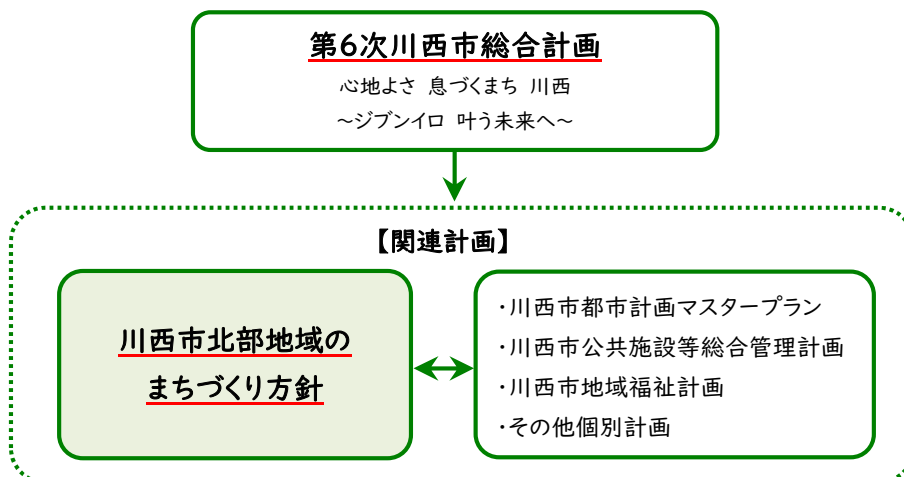 第6次川西市総合計画
心地よさ 息づくまち 川西
～ジブンイロ 叶う未来へ～
【関連計画】
川西市北部地域の
まちづくり方針
・川西市都市計画マスタープラン
・川西市公共施設等総合管理計画
・川西市地域福祉計画
・その他個別計画